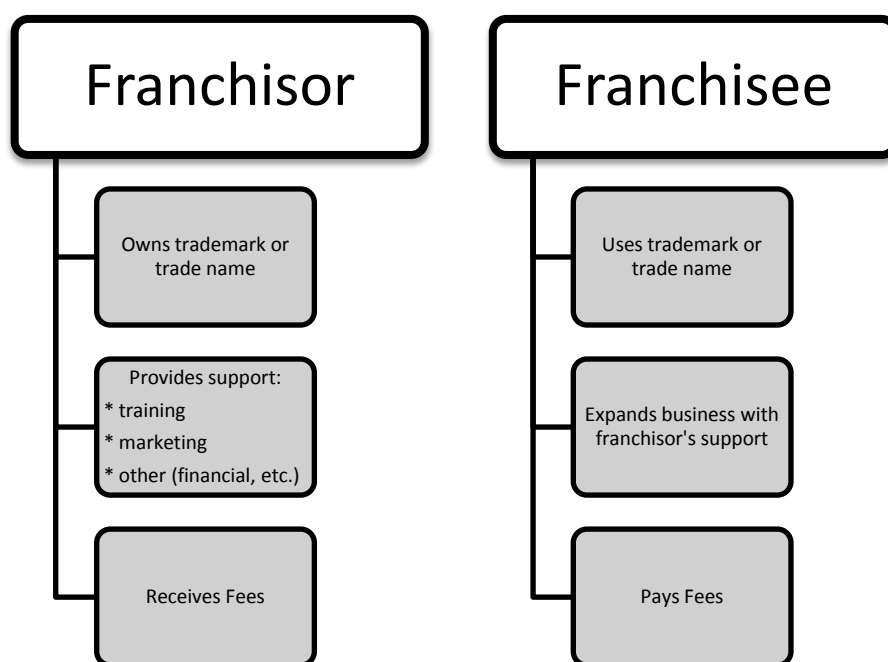 Franchisor
Owns trademark or
trade name
Provides support:
* training
* marketing
* other (financial, etc.)
Receives Fees
Franchisee
Uses trademark or
trade name
Expands business with
franchisor's support
Pays Fees